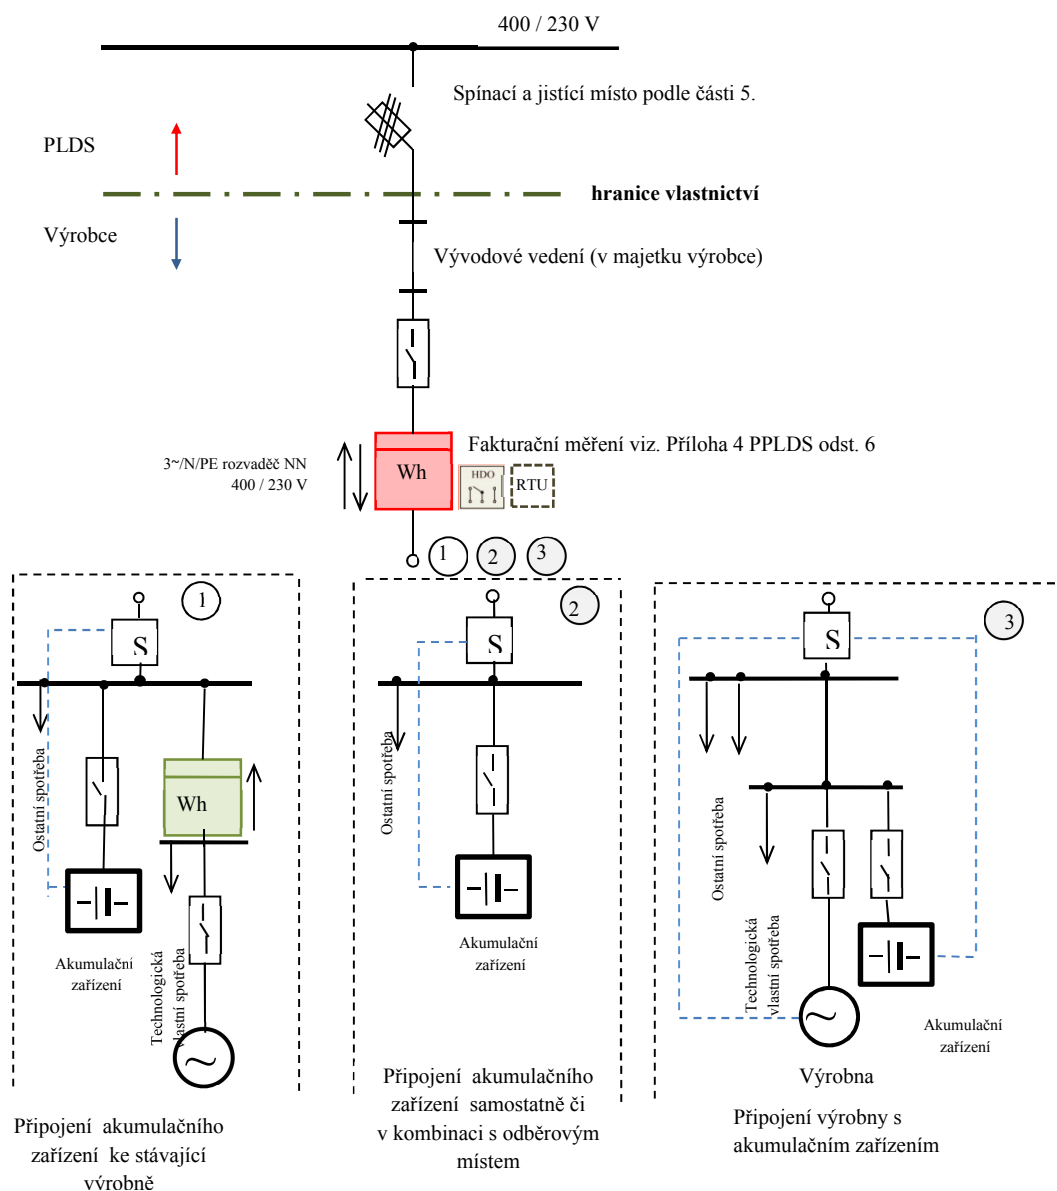 400 / 230 V
Spínací a jistící místo podle části 5.
PLDS
hranice vlastnictví
Výrobce
Vývodové vedení (v majetku výrobce)
Fakturační měření viz. Příloha 4 PPLDS odst. 6
3~/N/PE rozvaděč NN
400 / 230 V
Wh
HDO
RTU
1
2
3
1
S
Ostatní spotřeba
Wh
Akumulační
zařízení
Technologická
vlastní spotřeba
Připojení akumulačního
zařízení ke stávající
výrobně
2
S
Ostatní spotřeba
Akumulační
zařízení
Připojení akumulačního
zařízení samostatně či
v kombinaci s odběrovým
místem
3
S
Ostatní spotřeba
Technologická
vlastní spotřeba
Akumulační
zařízení
Výrobna
Připojení výrobny s
akumulačním zařízením